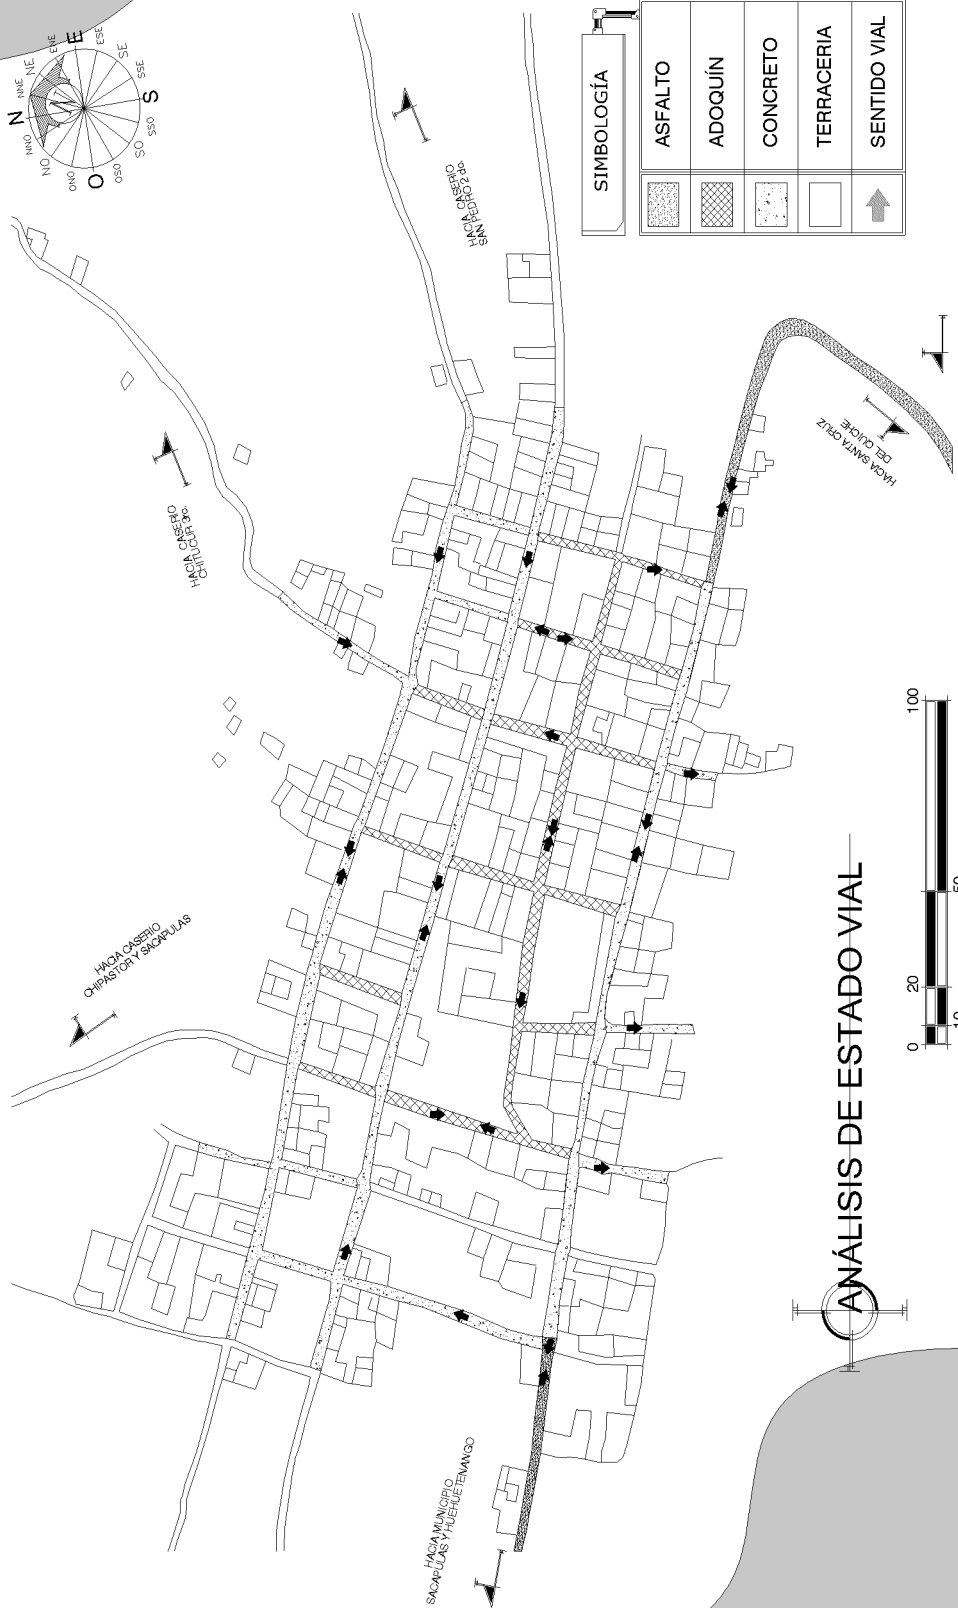 N
NNE
NE
ENE
E
ESE
SE
SSE
S
SSO
SO
OSO
O
ONO
NO
NNO
HACIA CASERIO
SAN PEDRO 2 do.
HACIA CASERIO
CHITUCUR 3ro.
HACIA CASERIO
CHIPASTOR Y SACAPULAS
HACIA MUNICIPIO
SACAPULAS Y HUEHUETENANGO
HACIA SANTA CRUZ
DEL QUICHE
SIMBOLOGÍA
ASFALTO
ADOQUÍN
CONCRETO
TERRACERIA
SENTIDO VIAL
ANÁLISIS DE ESTADO VIAL
0
10
20
50
100